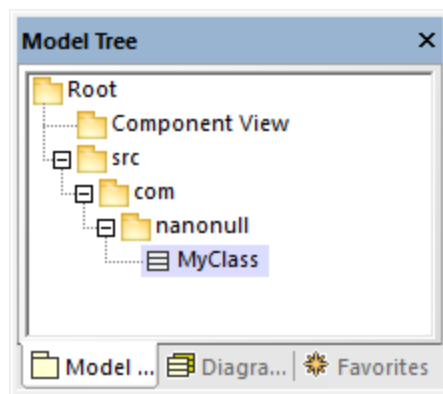 Model Tree
Root
Component View
src
com
nanonull
MyClass
Model ... Diagra... Favorites